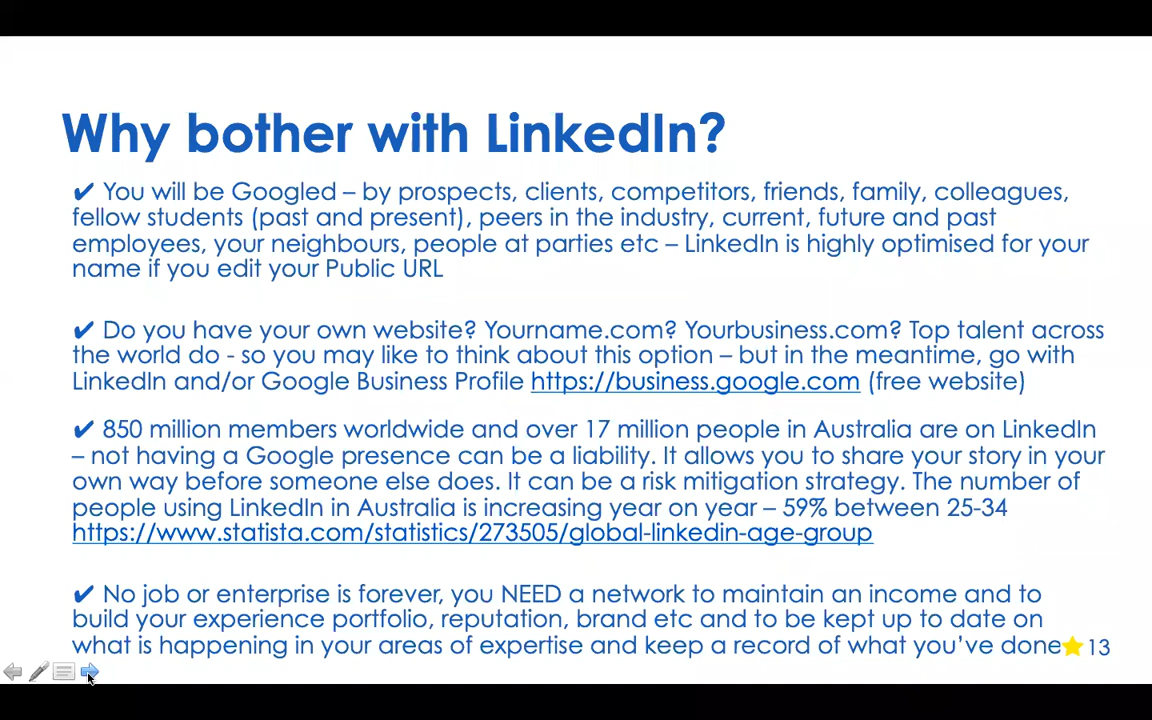 Why bother with LinkedIn?
✔ You will be Googled – by prospects, clients, competitors, friends, family, colleagues,
fellow students (past and present), peers in the industry, current, future and past
employees, your neighbours, people at parties etc – LinkedIn is highly optimised for your
name if you edit your Public URL
✔ Do you have your own website? Yourname.com? Yourbusiness.com? Top talent across
the world do - so you may like to think about this option – but in the meantime, go with
LinkedIn and/or Google Business Profile https://business.google.com (free website)
✔ 850 million members worldwide and over 17 million people in Australia are on LinkedIn
– not having a Google presence can be a liability. It allows you to share your story in your
own way before someone else does. It can be a risk mitigation strategy. The number of
people using LinkedIn in Australia is increasing year on year – 59% between 25-34
https://www.statista.com/statistics/273505/global-linkedin-age-group
✔ No job or enterprise is forever, you NEED a network to maintain an income and to
build your experience portfolio, reputation, brand etc and to be kept up to date on
what is happening in your areas of expertise and keep a record of what you’ve done
13